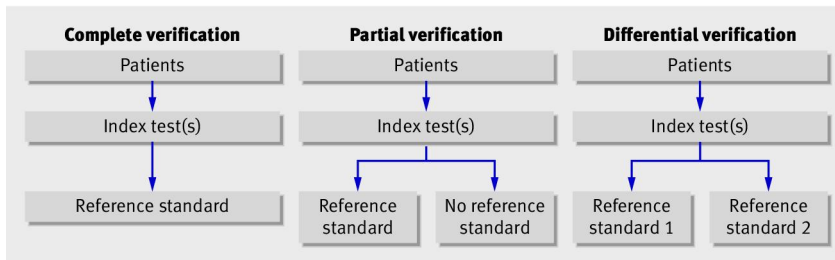 Complete verification
Patients
Index test(s)
Reference standard
Partial verification
Patients
Index test(s)
Reference
standard
No reference
standard
Differential verification
Patients
Index test(s)
Reference
standard 1
Reference
standard 2